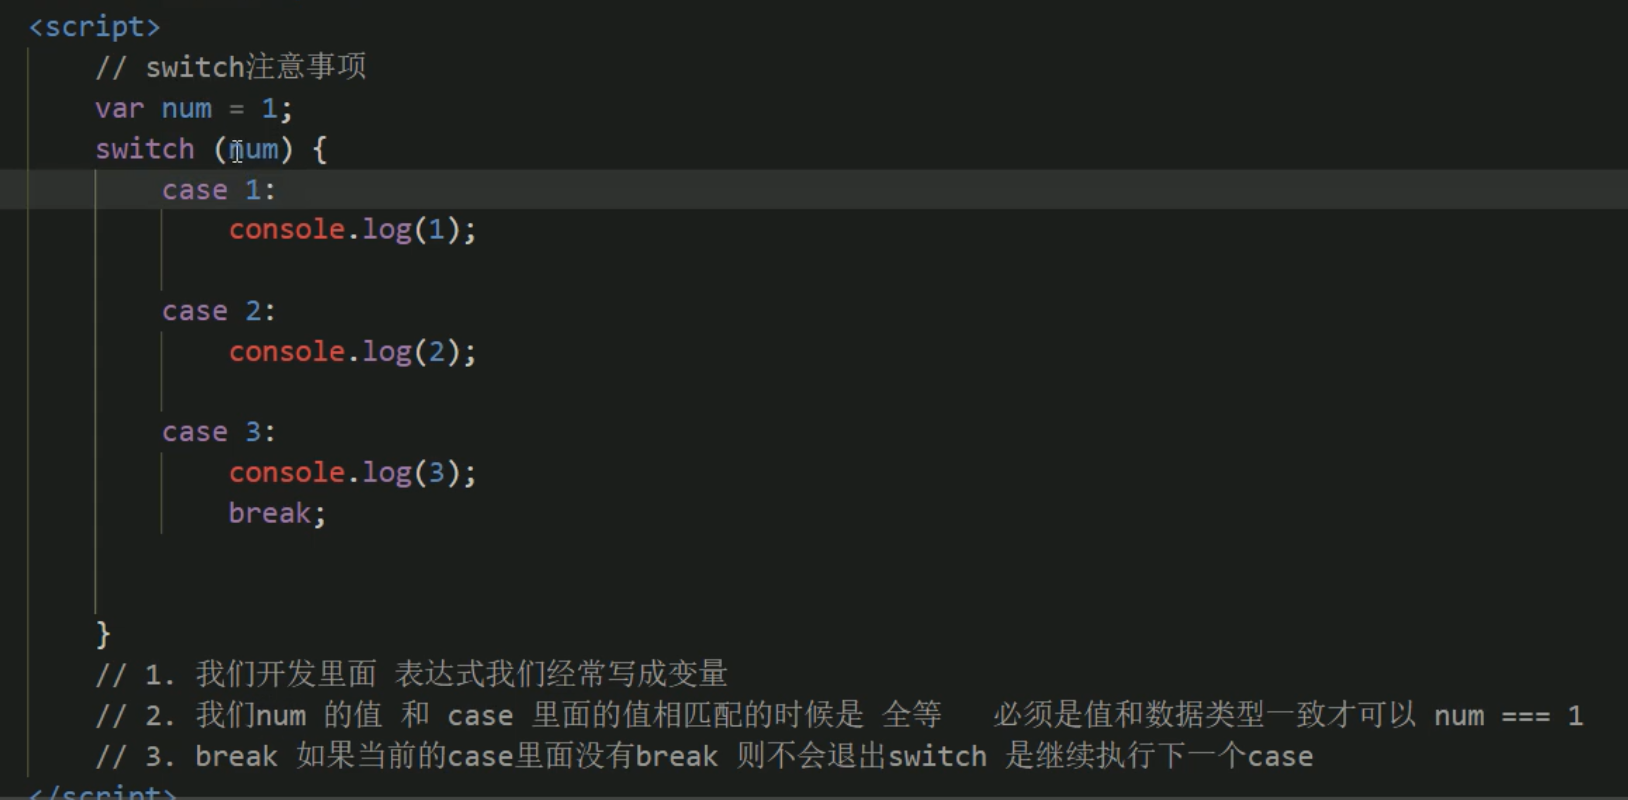 <script>
// switch注意事项
var num = 1;
switch (num) {
case 1:
console.log(1);
case 2:
console.log(2);
case 3:
console.log(3);
break;
}
// 1. 我们开发里面 表达式我们经常写成变量
// 2. 我们num 的值 和 case 里面的值相匹配的时候是 全等   必须是值和数据类型一致才可以 num === 1
// 3. break 如果当前的case里面没有break 则不会退出switch 是继续执行下一个case
</script>